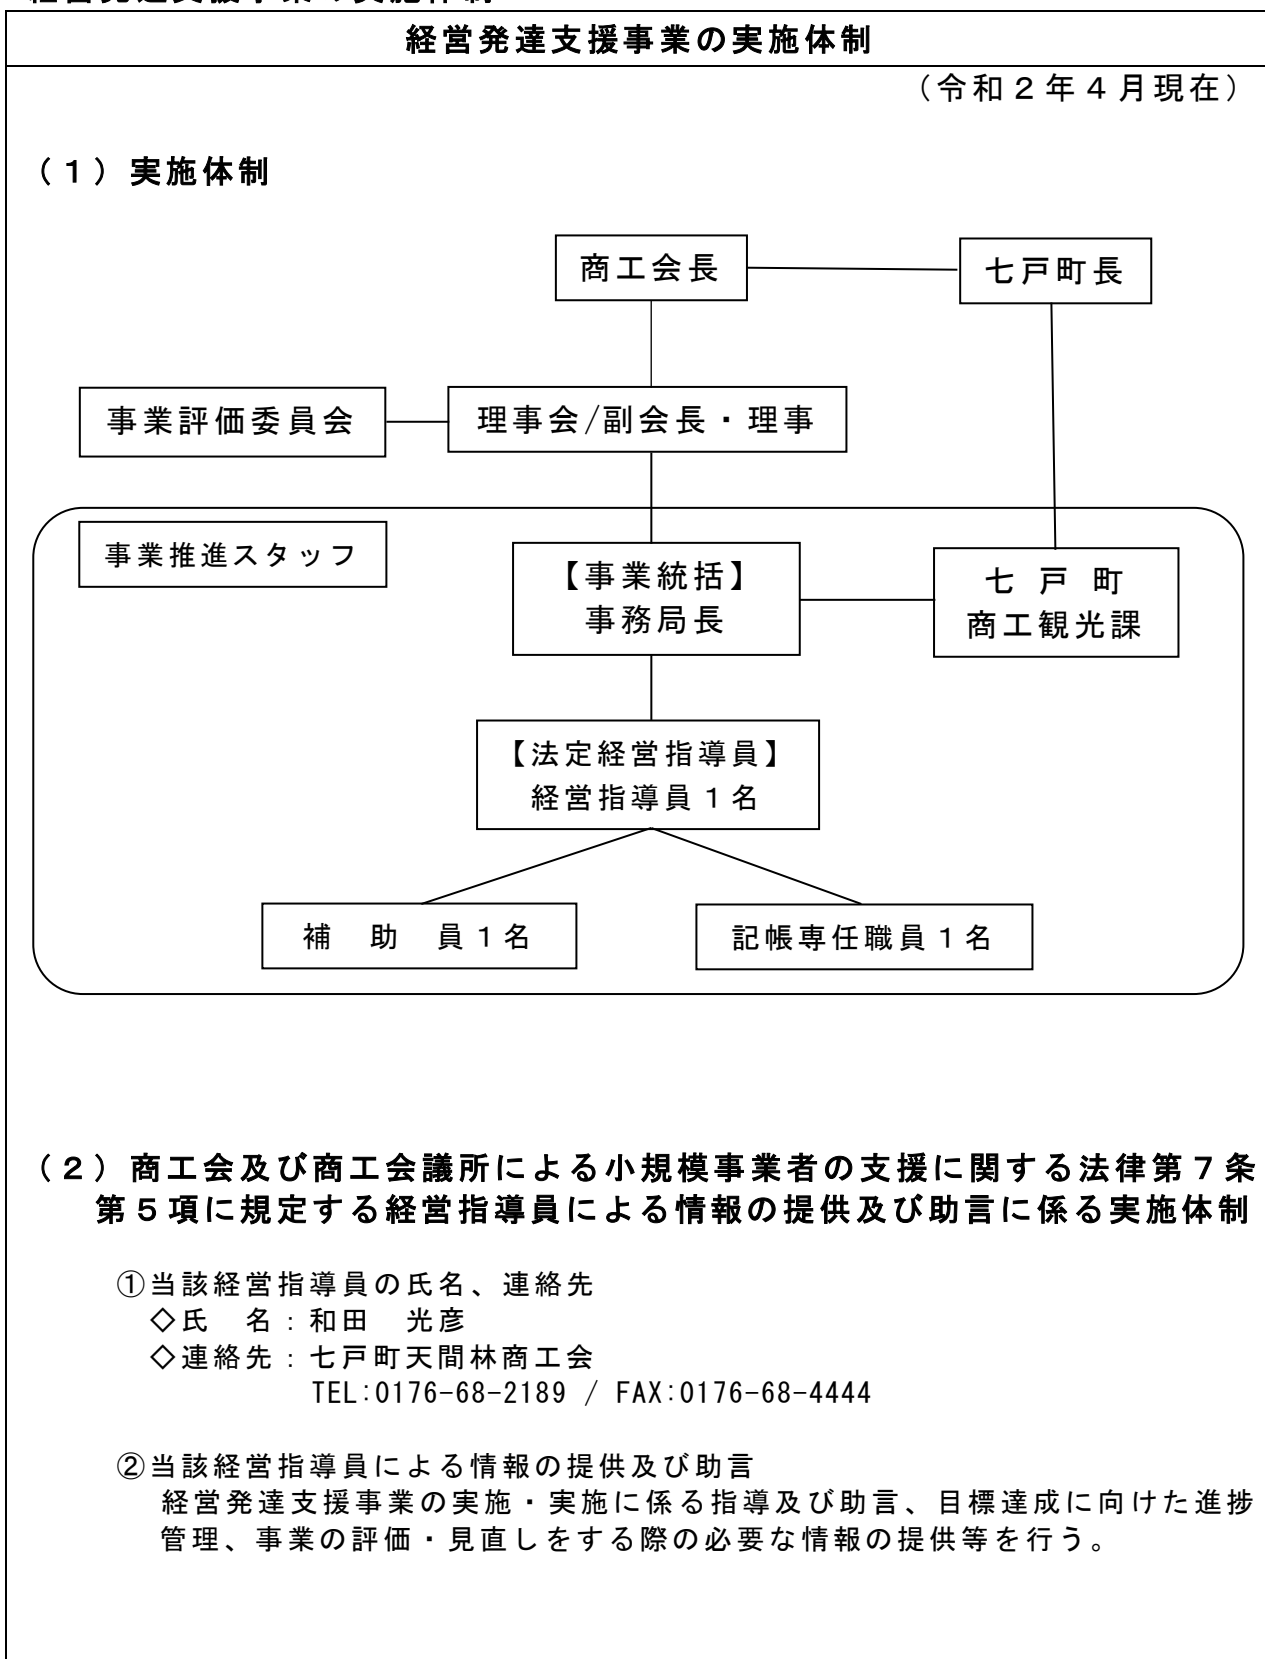 経営発達支援事業の実施体制
経営発達支援事業の実施体制
（令和２年４月現在）
（１）実施体制
商工会長
七戸町長
事業評価委員会
理事会/副会長・理事
事業推進スタッフ
【事業統括】
事務局長
七　戸　町
商工観光課
【法定経営指導員】
経営指導員１名
補　助　員１名
記帳専任職員１名
（２）商工会及び商工会議所による小規模事業者の支援に関する法律第７条
第５項に規定する経営指導員による情報の提供及び助言に係る実施体制
①当該経営指導員の氏名、連絡先
◇氏　名：和田　光彦
◇連絡先：七戸町天間林商工会
TEL:0176-68-2189 / FAX:0176-68-4444
②当該経営指導員による情報の提供及び助言
経営発達支援事業の実施・実施に係る指導及び助言、目標達成に向けた進捗
管理、事業の評価・見直しをする際の必要な情報の提供等を行う。